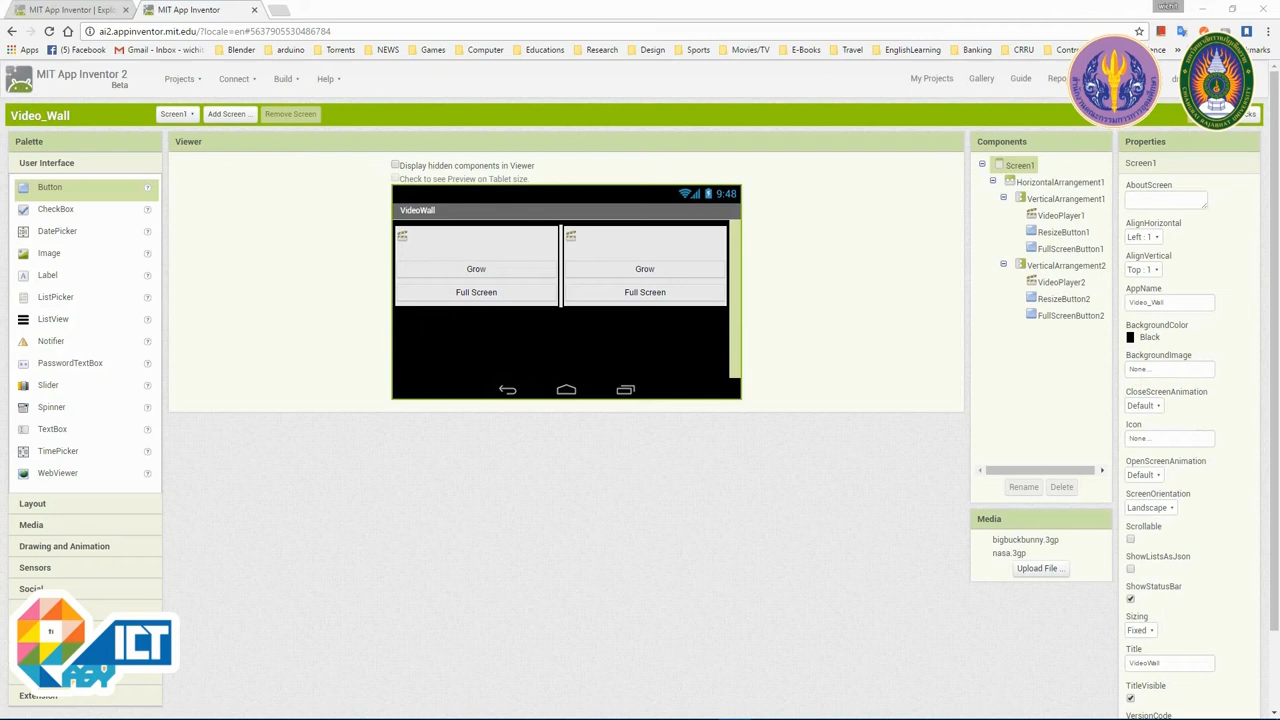 MIT App Inventor | Expl
MIT App Inventor
wichit
ai2.appinventor.mit.edu/?locale=en#5637905530486784
Apps
(5) Facebook
Gmail - Inbox - wichit
Blender
arduino
Torrents
NEWS
Games
Computer
Educations
Research
Design
Sports
Movies/TV
E-Books
Travel
EnglishLearning
Banking
CRRU
MIT App Inventor 2
Beta
Projects
Connect
Build
Help
My Projects
Gallery
Guide
Video_Wall
Screen1
Add Screen ...
Remove Screen
Palette
Viewer
Components
Properties
User Interface
Button
CheckBox
DatePicker
Image
Label
ListPicker
ListView
Notifier
PasswordTextBox
Slider
Spinner
TextBox
TimePicker
WebViewer
Layout
Media
Drawing and Animation
Sensors
Social
Extension
Display hidden components in Viewer
Check to see Preview on Tablet size.
9:48
VideoWall
Grow
Grow
Full Screen
Full Screen
Screen1
HorizontalArrangement1
VerticalArrangement1
VideoPlayer1
ResizeButton1
FullScreenButton1
VerticalArrangement2
VideoPlayer2
ResizeButton2
FullScreenButton2
Rename
Delete
Media
bigbuckbunny.3gp
nasa.3gp
Upload File ...
Screen1
AboutScreen
AlignHorizontal
Left : 1
AlignVertical
Top : 1
AppName
Video_Wall
BackgroundColor
Black
BackgroundImage
None...
CloseScreenAnimation
Default
Icon
None...
OpenScreenAnimation
Default
ScreenOrientation
Landscape
Scrollable
ShowListsAsJson
ShowStatusBar
Sizing
Fixed
Title
VideoWall
TitleVisible
VersionCode
ICT